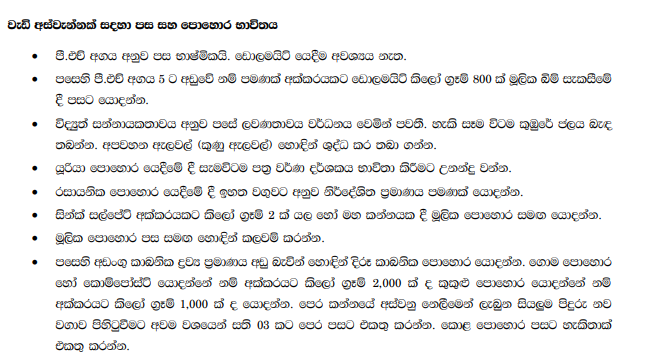 වැඩි අස්වැන්නක් සඳහා පස සහ පොහොර භාවිතය
• පී.එච් අගය අනුව පස භාෂ්මිකයි. ඩොලමයිට් යෙදීම අවශ්‍යය නැත.
• පසෙහි පී.එච් අගය 5 ට අඩුවේ නම් පමණක් අක්කරයකට ඩොලමයිට් කිලෝ ග්‍රෑම් 800 ක් මූලික බිම් සැකසීමේ
දී පසට යොදන්න.
• විද්‍යුත් සන්නායකතාවය අනුව පසේ ලවණතාවය වර්ධනය වෙමින් පවතී. හැකි සෑම විටම කුඹුරේ ජලය බැඳ
තබන්න. අපවහන ඇලවල් (කුණු ඇලවල්) හොඳින් ශුද්ධ කර තබා ගන්න.
• යූරියා පොහොර යෙදීමේ දී සැමවිටම පත්‍ර වර්ණ දර්ශකය භාවිතා කිරීමට උනන්දු වන්න.
• රසායනික පොහොර යෙදීමේ දී ඉහත වගුවට අනුව නිර්දේශිත ප්‍රමාණය පමණක් යොදන්න.
• සින්ක් සල්පේට් අක්කරයකට කිලෝ ග්‍රෑම් 2 ක් යල හෝ මහ කන්නයක දී මූලික පොහොර සමඟ යොදන්න.
• මූලික පොහොර පස සමඟ හොඳින් කලවම් කරන්න.
• පසෙහි අඩංගු කාබනික ද්‍රව්‍ය ප්‍රමාණය අඩු බැවින් හොඳින් දිරූ කාබනික පොහොර යොදන්න. ගොම පොහොර
හෝ කොම්පෝස්ට් යොදන්නේ නම් අක්කරයට කිලෝ ග්‍රෑම් 2,000 ක් ද කුකුළු පොහොර යොදන්නේ නම්
අක්කරයට කිලෝ ග්‍රෑම් 1,000 ක් ද යොදන්න. පෙර කන්නයේ අස්වනු නෙලීමෙන් ලැබුන සියලුම පිදුරු නව
වගාව පිහිටුවීමට අවම වශයෙන් සති 03 කට පෙර පසට එකතු කරන්න. කොළ පොහොර පසට හැකිතාක්
එකතු කරන්න.